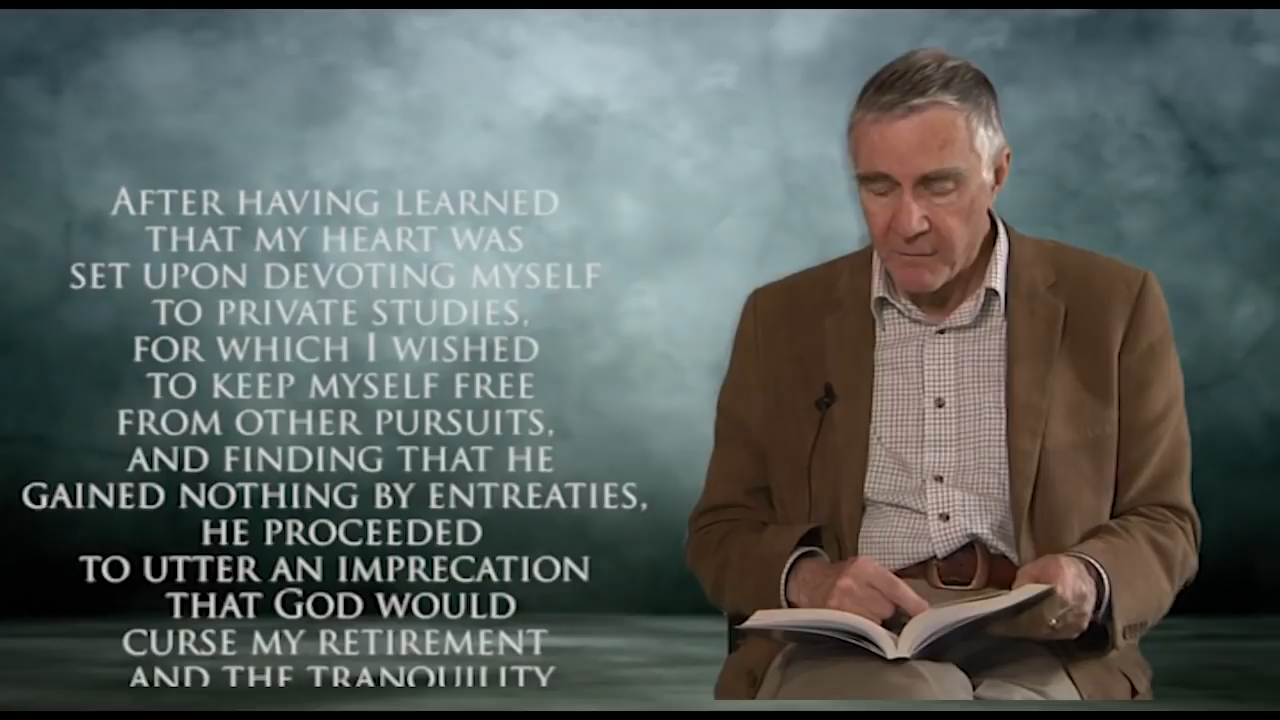 After having learned
that my heart was
set upon devoting myself
to private studies,
for which I wished
to keep myself free
from other pursuits,
and finding that he
gained nothing by entreaties,
he proceeded
to utter an imprecation
that God would
curse my retirement
and the tranquility